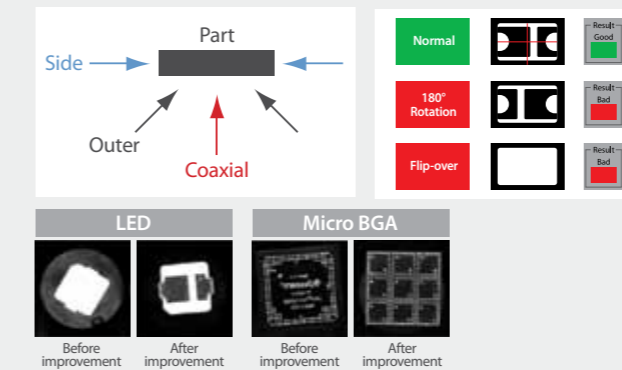 Part
Side
Outer
Coaxial
Normal
Result
Good
180°
Rotation
Result
Bad
Flip-over
Result
Bad
LED
Micro BGA
Before
improvement
After
improvement
Before
improvement
After
improvement